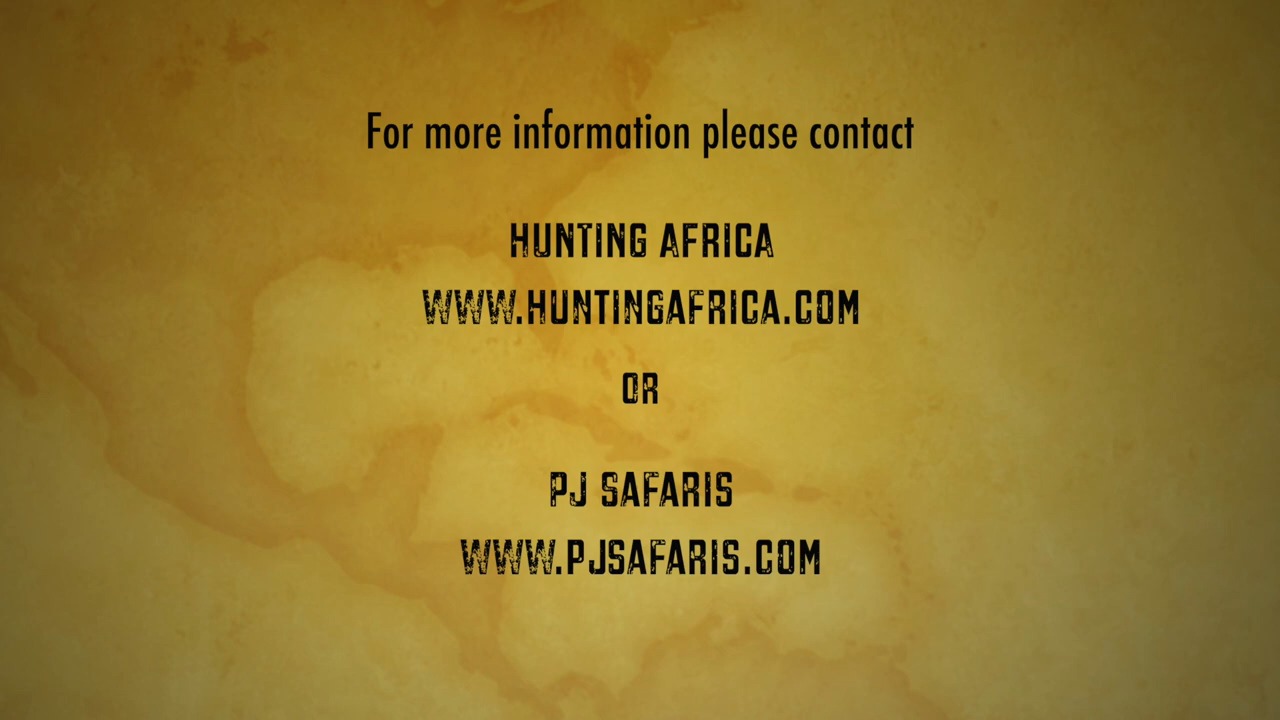 For more information please contact
HUNTING AFRICA
WWW.HUNTINGAFRICA.COM
OR
PJ SAFARIS
WWW.PJSAFARIS.COM